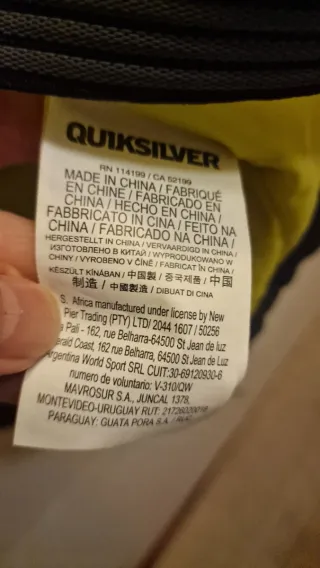 QUIKSILVER
RN 114199 / CA 52199
MADE IN CHINA / FABRIQUÉ
EN CHINE / FABRICADO EN
CHINA / HECHO EN CHINA /
FABBRICATO IN CINA / FEITO NA
CHINA / FABRICADO NA CHINA /
HERGESTELLT IN CHINA / VERVAARDIGD IN CHINA /
ИЗГОТОВЛЕНО В КИТАЕ / WYPRODUKOWANO W
CHINY / VYROBENO V ČÍNĚ / FABRICAT ÎN CHINA /
KÉSZÜLT KÍNÁBAN / 中国製 / 중국제품 / 中国
制造 / 中國製造 / DIBUAT DI CINA
S. Africa manufactured under license by New
Pier Trading (PTY) LTD/ 2044 1607 / 50256
Pali - 162, rue Belharra-64500 St Jean de luz
Coast, 162 rue Belharra, 64500 St Jean de Luz
Argentina World Sport SRL CUIT:30-69120930-6
numero de voluntario: V-310/QW
MAVROSUR S.A., JUNCAL 1378,
MONTEVIDEO-URUGUAY RUT:
PARAGUAY: GUATA PORA S.A.